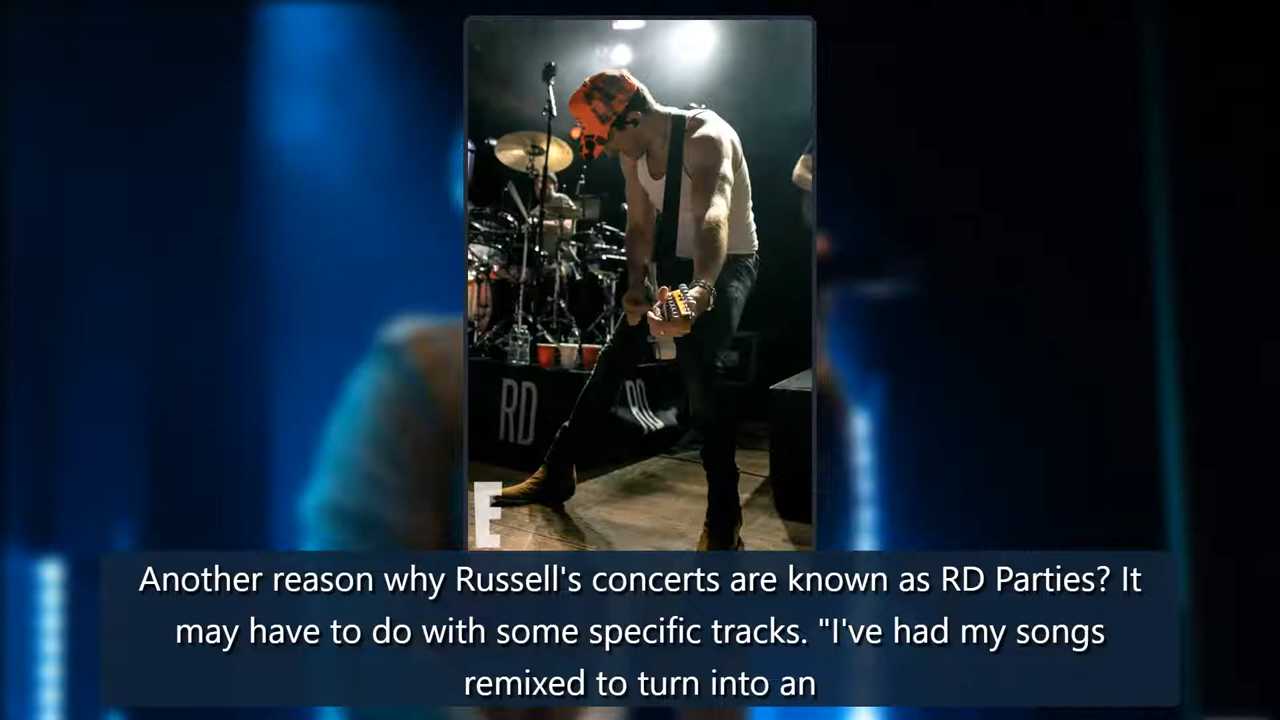 RD
RD
E
Another reason why Russell's concerts are known as RD Parties? It
may have to do with some specific tracks. "I've had my songs
remixed to turn into an